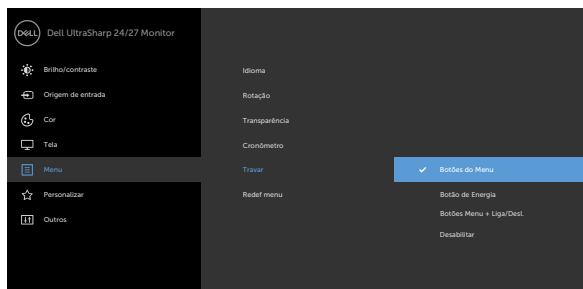 DELL
Dell UltraSharp 24/27 Monitor
Brilho/contraste
Idioma
Origem de entrada
Rotação
Cor
Transparência
Tela
Cronômetro
Menu
Travar
Botões do Menu
Personalizar
Redef menu
Botão de Energia
Botões Menu + Liga/Desl.
Outros
Desabilitar